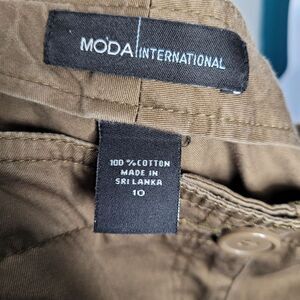 MODA INTERNATIONAL
100 % COTTON
MADE IN
SRI LANKA
10